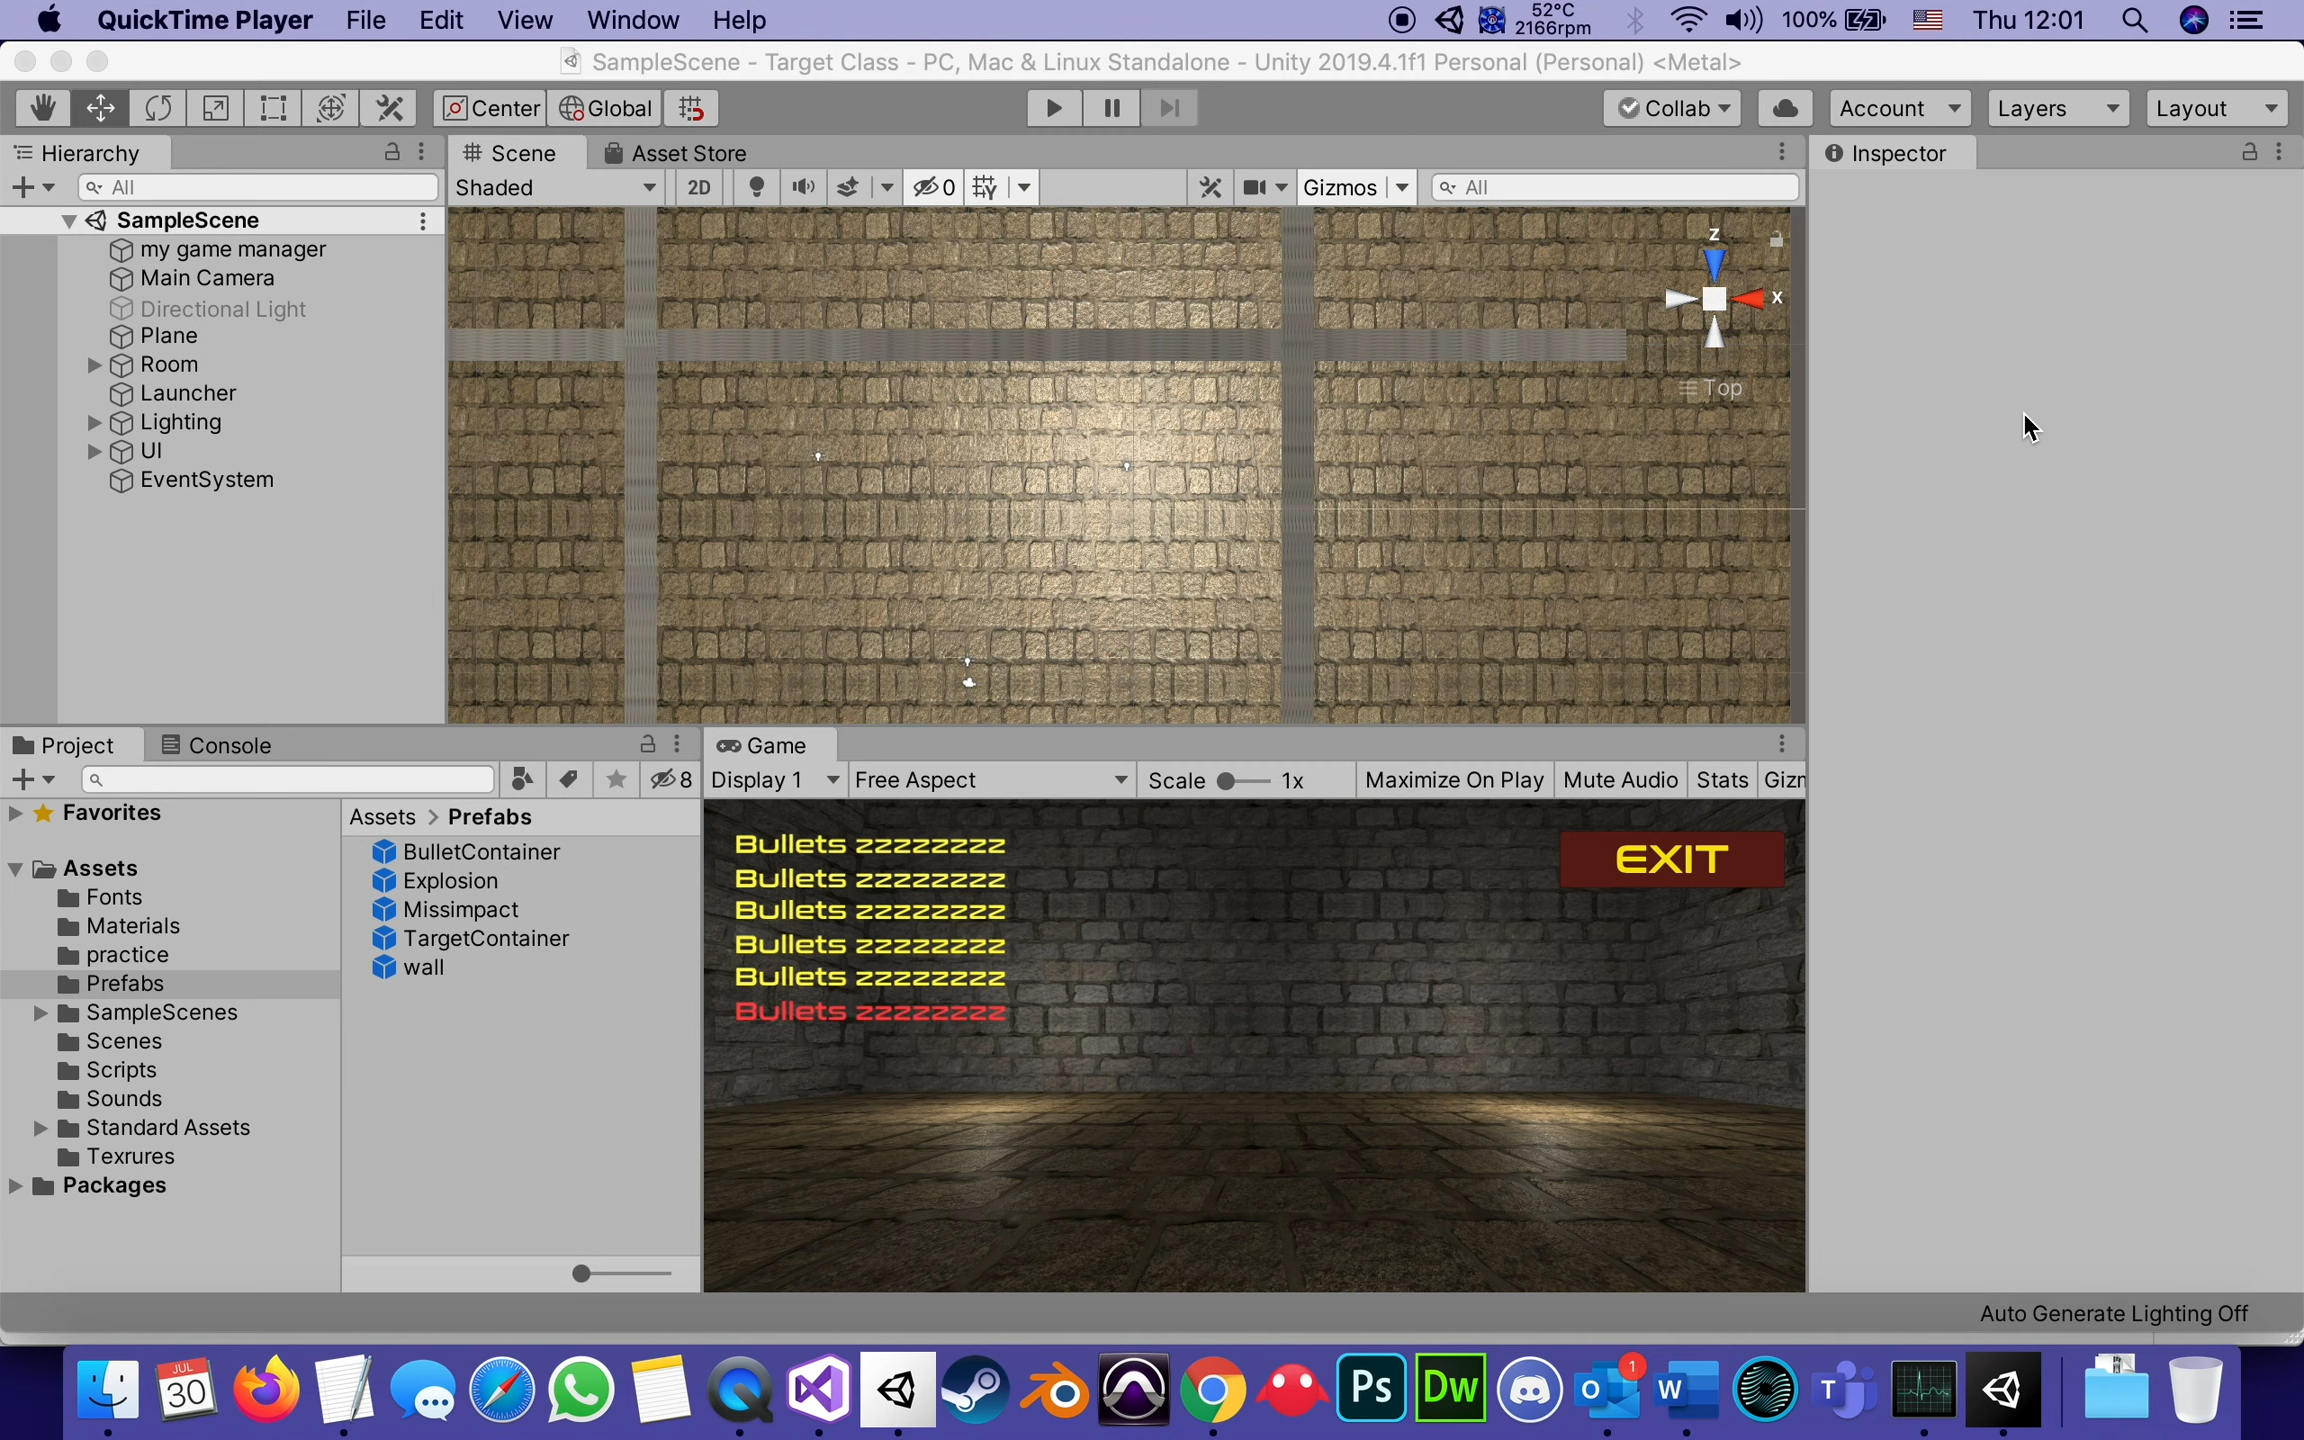 QuickTime Player File Edit View Window Help 52°C 2166rpm 100% Thu 12:01
SampleScene - Target Class - PC, Mac & Linux Standalone - Unity 2019.4.1f1 Personal (Personal) <Metal>
Center Global Collab Account Layers Layout
Hierarchy
All
SampleScene
my game manager
Main Camera
Directional Light
Plane
Room
Launcher
Lighting
UI
EventSystem
Scene Asset Store
Shaded 2D 0 Gizmos All
z
x
Top
Inspector
Project Console
8
Favorites
Assets
Fonts
Materials
practice
Prefabs
SampleScenes
Scenes
Scripts
Sounds
Standard Assets
Texrures
Packages
Assets > Prefabs
BulletContainer
Explosion
Missimpact
TargetContainer
wall
Game
Display 1 Free Aspect Scale 1x Maximize On Play Mute Audio Stats Gizm
Bullets zzzzzzzz
Bullets zzzzzzzz
Bullets zzzzzzzz
Bullets zzzzzzzz
Bullets zzzzzzzz
Bullets zzzzzzzz
EXIT
Auto Generate Lighting Off
JUL
30
Ps Dw O 1 W T